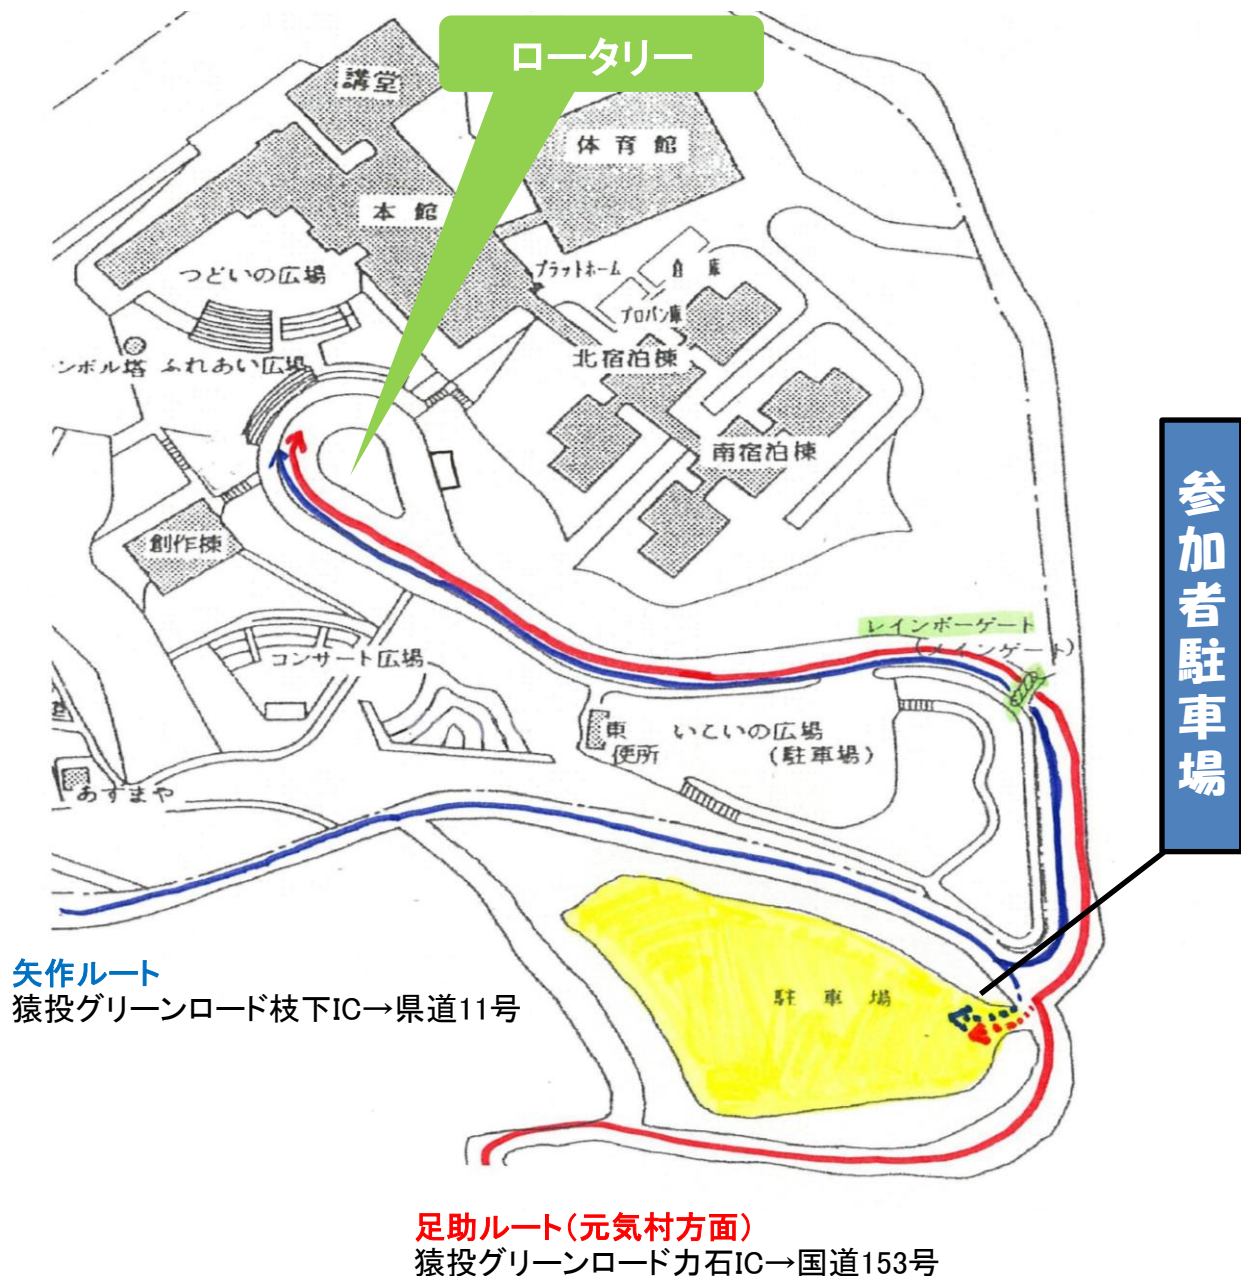 ロータリー
講堂
体育館
本館
つどいの広場
プラットホーム
倉庫
プロパン庫
ンボル塔
ふれあい広場
北宿泊棟
南宿泊棟
参加者駐車場
創作棟
レインボーゲート
(メインゲート)
コンサート広場
東
便所
いこいの広場
(駐車場)
あずまや
矢作ルート
猿投グリーンロード枝下IC→県道11号
駐車場
足助ルート(元気村方面)
猿投グリーンロード力石IC→国道153号